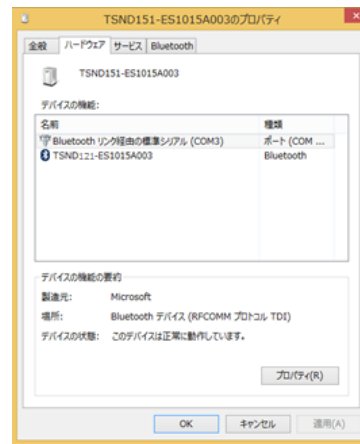 TSND151-ES1015A003のプロパティ
全般 ハードウェア サービス Bluetooth
TSND151-ES1015A003
デバイスの機能:
名前 種類
Bluetooth リンク経由の標準シリアル (COM3) ポート (COM ...
TSND121-ES1015A003 Bluetooth
デバイスの機能の要約
製造元: Microsoft
場所: Bluetooth デバイス (RFCOMM プロトコル TDI)
デバイスの状態: このデバイスは正常に動作しています。
プロパティ(R)
OK キャンセル 適用(A)